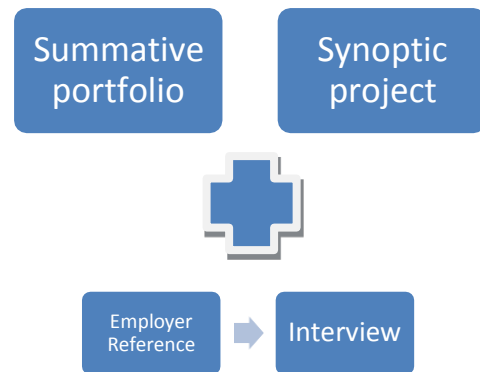 Summative
portfolio
Synoptic
project
Employer
Reference
Interview